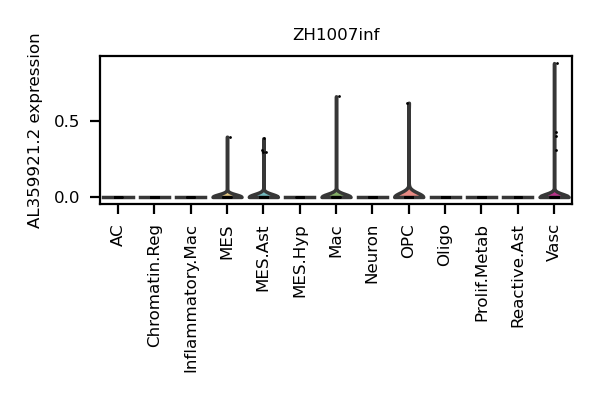 ZH1007inf
AL359921.2 expression
0.5
0.0
AC
Chromatin.Reg
Inflammatory.Mac
MES
MES.Ast
MES.Hyp
Mac
Neuron
OPC
Oligo
Prolif.Metab
Reactive.Ast
Vasc